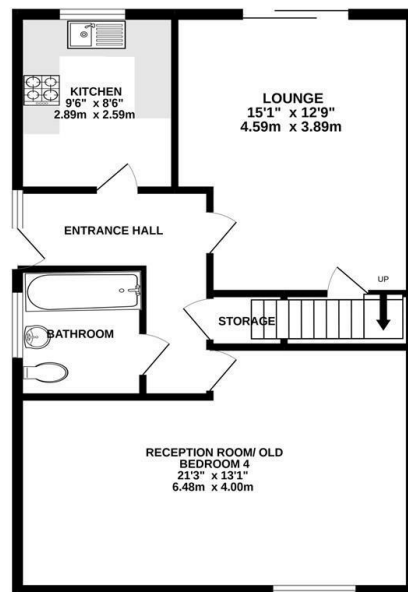 KITCHEN
9'6" x 8'6"
2.89m x 2.59m
LOUNGE
15'1" x 12'9"
4.59m x 3.89m
ENTRANCE HALL
UP
STORAGE
BATHROOM
RECEPTION ROOM/ OLD
BEDROOM 4
21'3" x 13'1"
6.48m x 4.00m